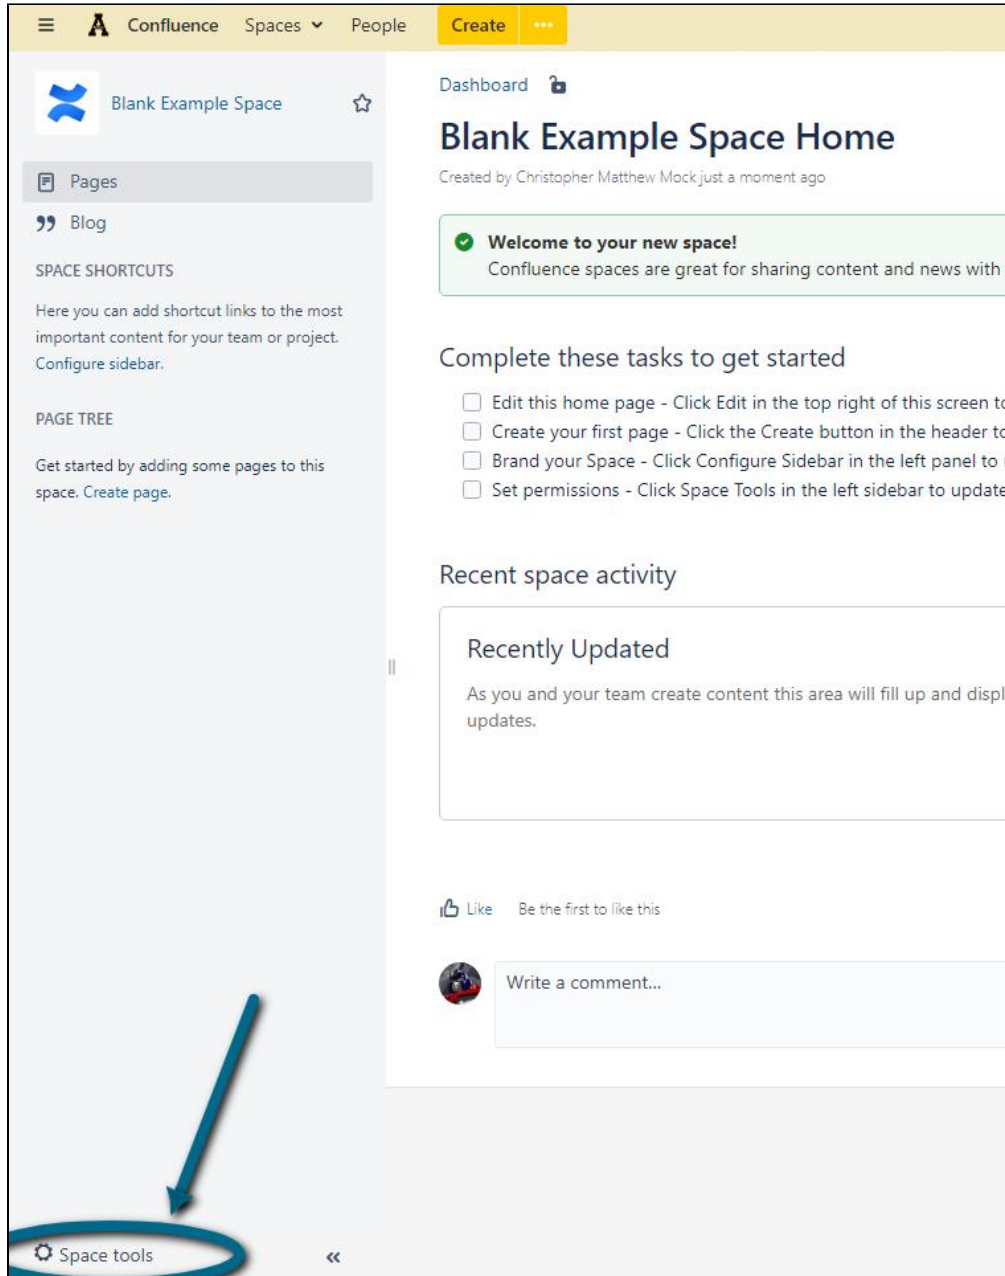 Confluence Spaces People Create
Blank Example Space
Pages
Blog
SPACE SHORTCUTS
Here you can add shortcut links to the most
important content for your team or project.
Configure sidebar.
PAGE TREE
Get started by adding some pages to this
space. Create page.
Space tools
Dashboard
Blank Example Space Home
Created by Christopher Matthew Mock just a moment ago
Welcome to your new space!
Confluence spaces are great for sharing content and news with
Complete these tasks to get started
Edit this home page - Click Edit in the top right of this screen to
Create your first page - Click the Create button in the header to
Brand your Space - Click Configure Sidebar in the left panel to
Set permissions - Click Space Tools in the left sidebar to update
Recent space activity
Recently Updated
As you and your team create content this area will fill up and displ
updates.
Like Be the first to like this
Write a comment...